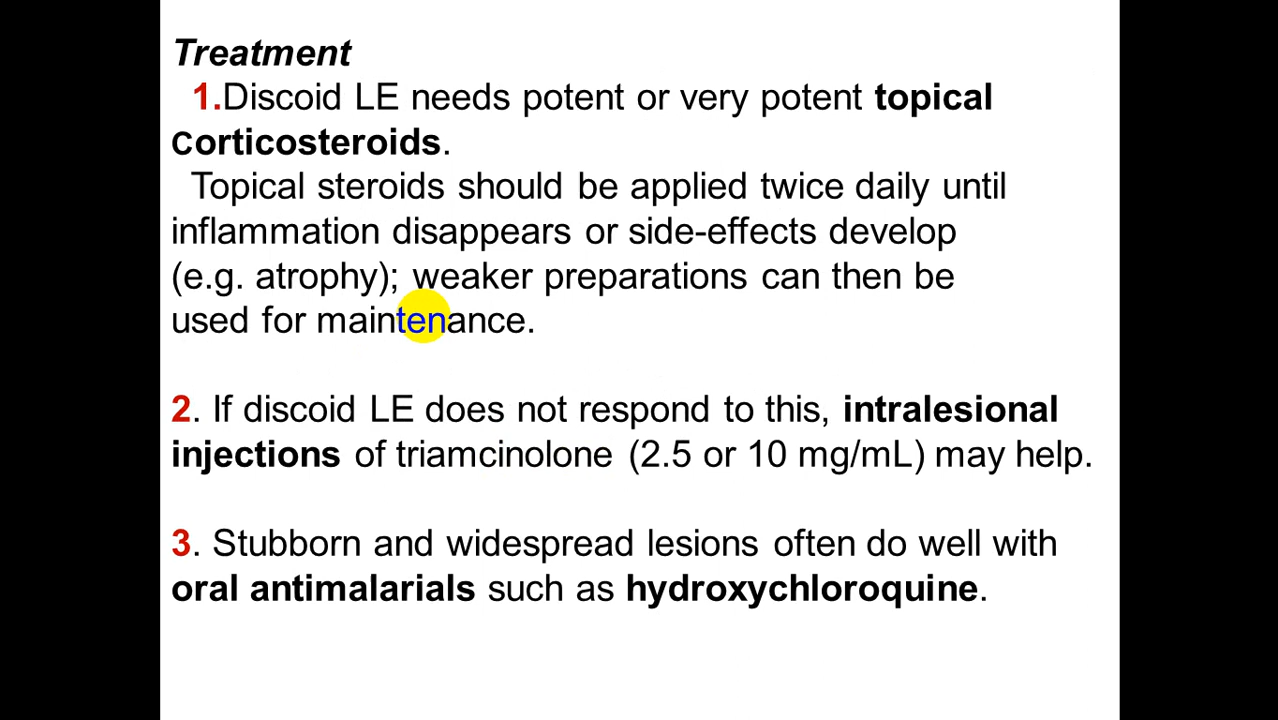 Treatment
1.Discoid LE needs potent or very potent topical
Corticosteroids.
Topical steroids should be applied twice daily until
inflammation disappears or side-effects develop
(e.g. atrophy); weaker preparations can then be
used for maintenance.
2. If discoid LE does not respond to this, intralesional
injections of triamcinolone (2.5 or 10 mg/mL) may help.
3. Stubborn and widespread lesions often do well with
oral antimalarials such as hydroxychloroquine.